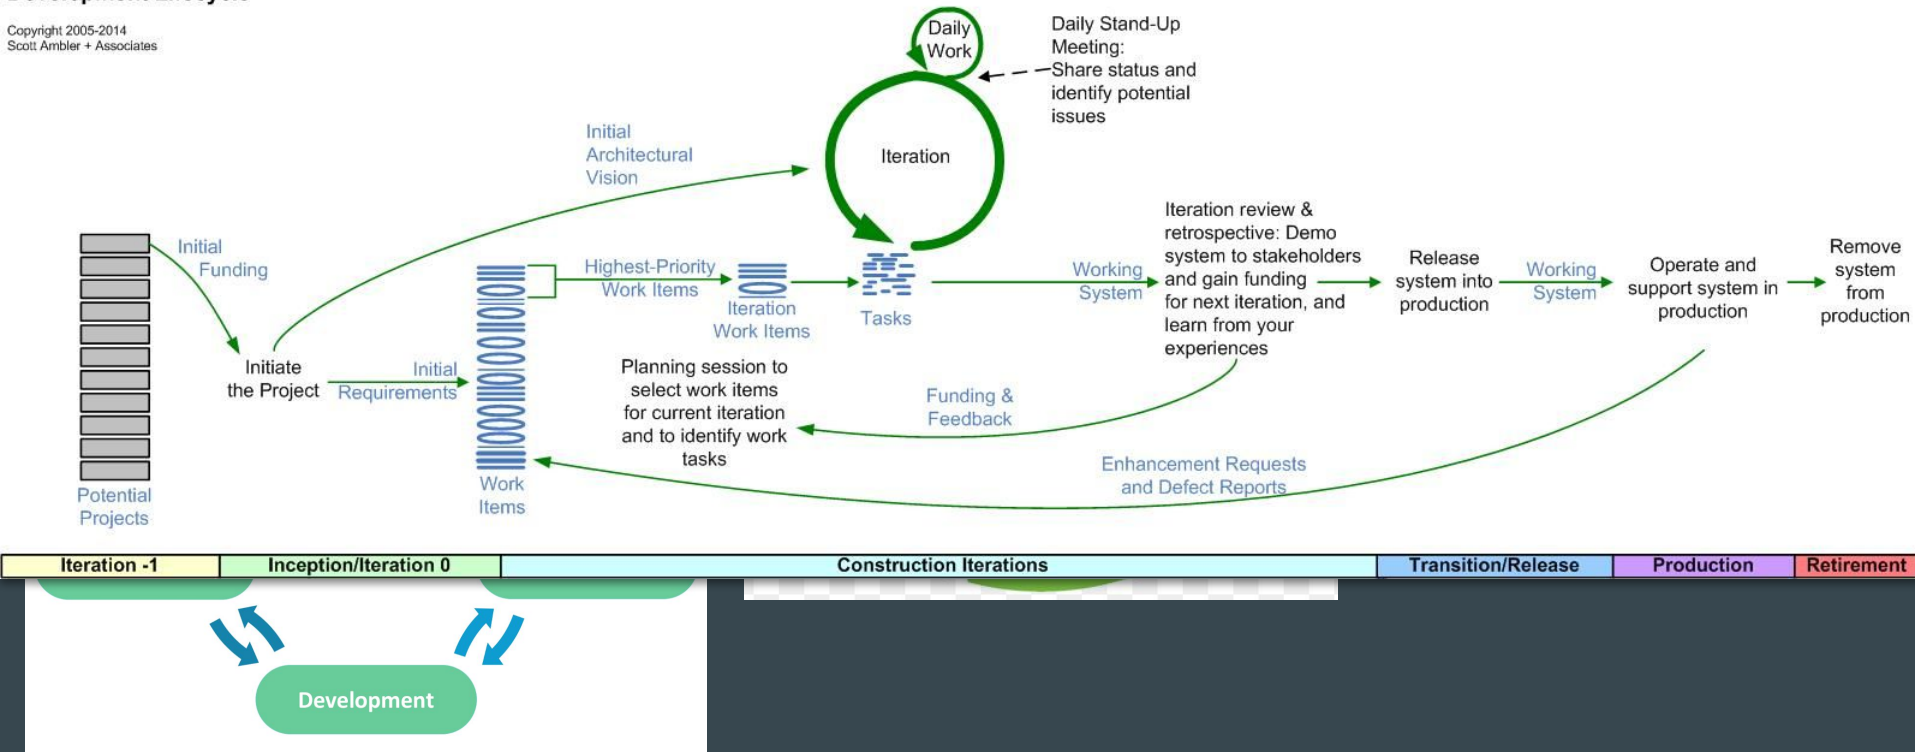 Copyright 2005-2014
Scott Ambler + Associates
Daily
Work
Daily Stand-Up
Meeting:
Share status and
identify potential
issues
Initial
Architectural
Vision
Iteration
Initial
Funding
Highest-Priority
Work Items
Iteration
Work Items
Tasks
Working
System
Iteration review &
retrospective: Demo
system to stakeholders
and gain funding
for next iteration, and
learn from your
experiences
Release
system into
production
Working
System
Operate and
support system in
production
Remove
system
from
production
Initiate
the Project
Initial
Requirements
Planning session to
select work items
for current iteration
and to identify work
tasks
Funding &
Feedback
Enhancement Requests
and Defect Reports
Potential
Projects
Work
Items
Iteration -1
Inception/Iteration 0
Construction Iterations
Transition/Release
Production
Retirement
Development